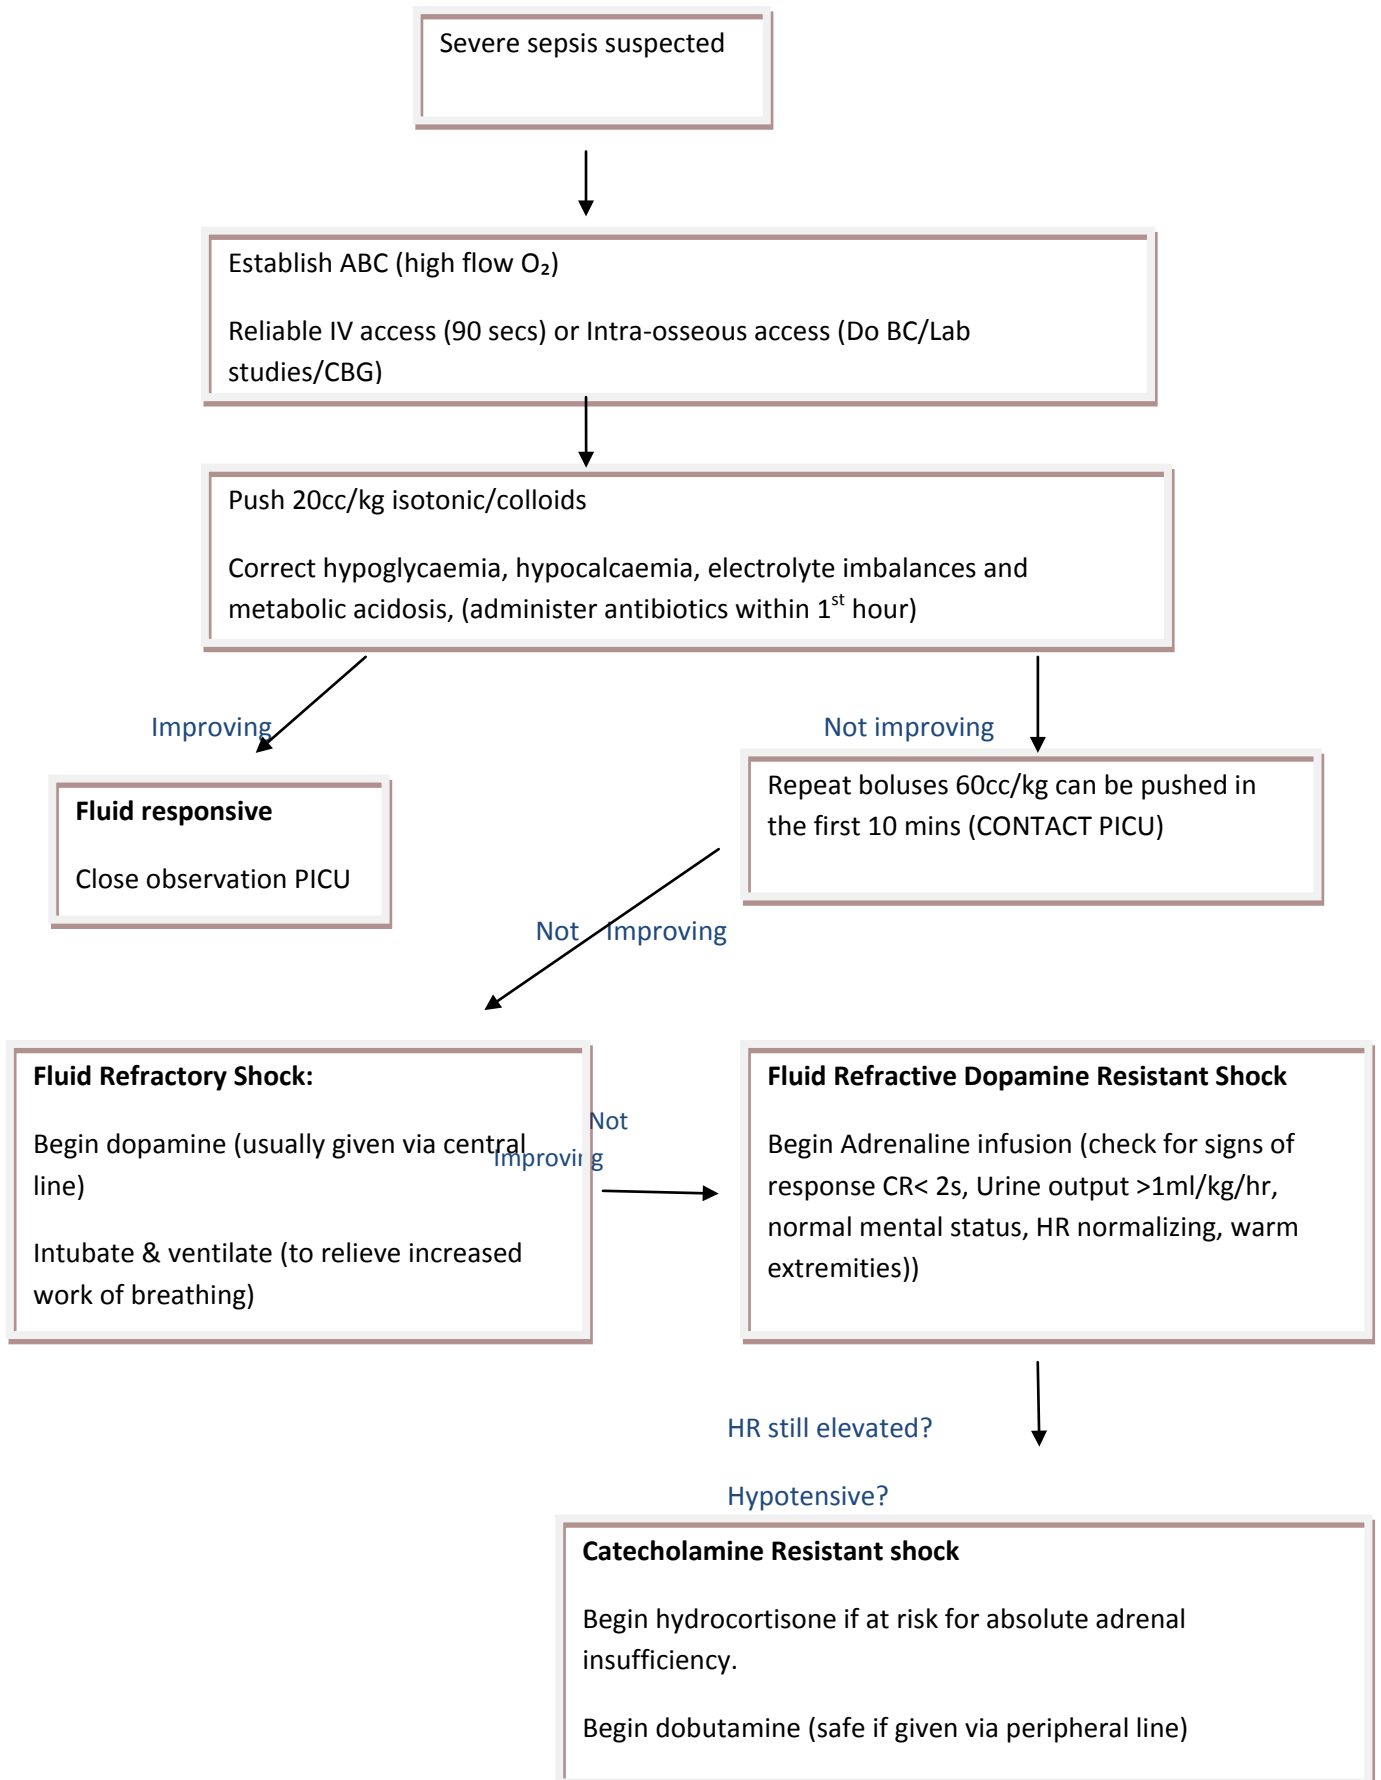 Severe sepsis suspected
Establish ABC (high flow O₂)
Reliable IV access (90 secs) or Intra-osseous access (Do BC/Lab
studies/CBG)
Push 20cc/kg isotonic/colloids
Correct hypoglycaemia, hypocalcaemia, electrolyte imbalances and
metabolic acidosis, (administer antibiotics within 1st hour)
Improving
Not improving
Fluid responsive
Close observation PICU
Repeat boluses 60cc/kg can be pushed in
the first 10 mins (CONTACT PICU)
Not Improving
Fluid Refractory Shock:
Begin dopamine (usually given via central
line)
Intubate & ventilate (to relieve increased
work of breathing)
Not
Improving
Fluid Refractive Dopamine Resistant Shock
Begin Adrenaline infusion (check for signs of
response CR< 2s, Urine output >1ml/kg/hr,
normal mental status, HR normalizing, warm
extremities))
HR still elevated?
Hypotensive?
Catecholamine Resistant shock
Begin hydrocortisone if at risk for absolute adrenal
insufficiency.
Begin dobutamine (safe if given via peripheral line)